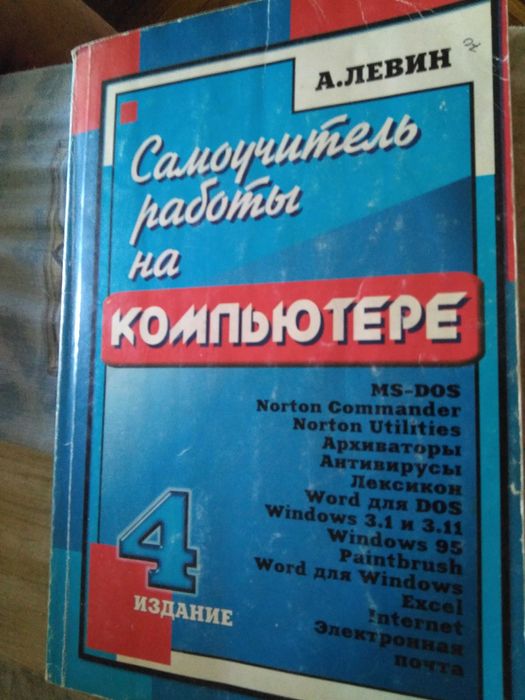 А.ЛЕВИН
Самоучитель
работы
на
КОМПЬЮТЕРЕ
MS-DOS
Norton Commander
Norton Utilities
Архиваторы
Антивирусы
Лексикон
Word для DOS
Windows 3.1 и 3.11
Windows 95
Paintbrush
Word для Windows
Excel
Internet
Электронная
почта
4
ИЗДАНИЕ